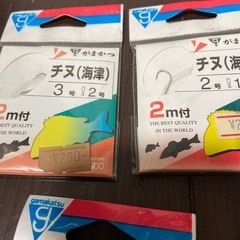 がまかつ
チヌ(海津)
3号 ハリス2号
2m付
THE BEST QUALITY
IN THE WORLD
¥200-
がまかつ
チヌ(海津)
2号
2m付
THE BEST QUALITY
IN THE WORLD
gamakatsu